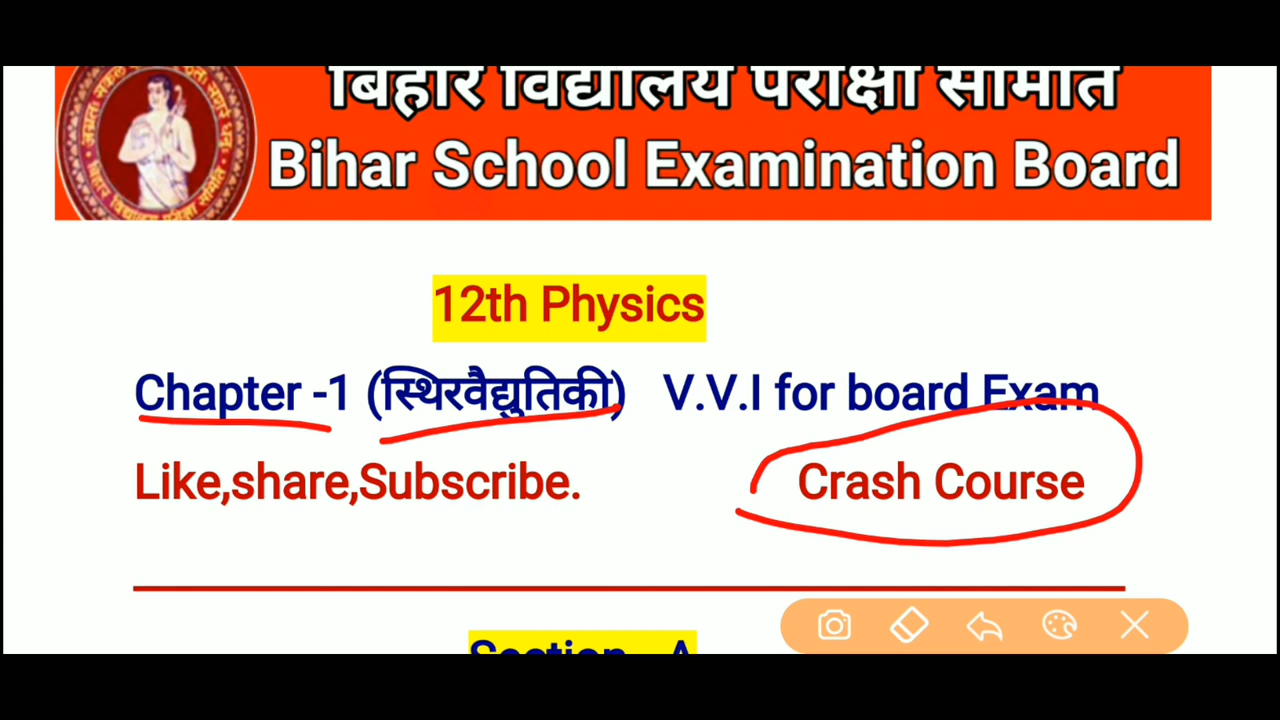 बिहार विद्यालय परीक्षा समिति
Bihar School Examination Board
12th Physics
Chapter -1 (स्थिरवैद्युतिकी) V.V.I for board Exam
Like,share,Subscribe. Crash Course
Section - A